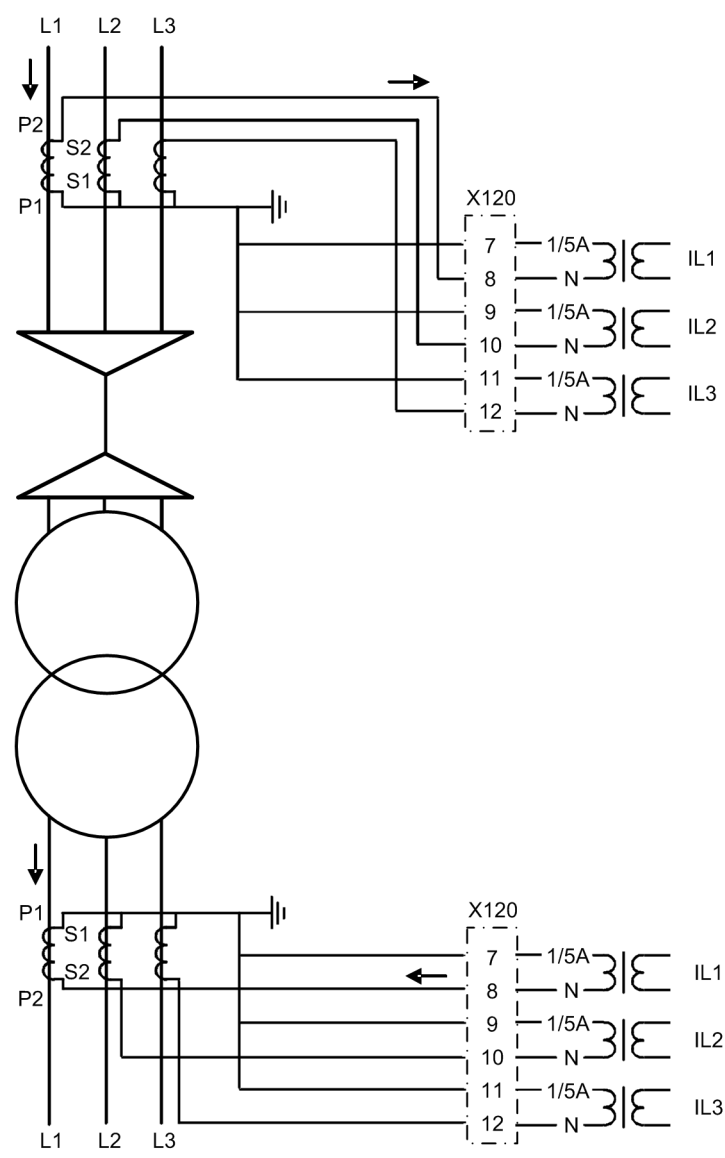 L1 L2 L3
P2
S2
S1
P1
X120
7 1/5A
IL1
8 N
9 1/5A
IL2
10 N
11 1/5A
IL3
12 N
P1
S1
S2
P2
X120
7 1/5A
IL1
8 N
9 1/5A
IL2
10 N
11 1/5A
IL3
12 N
L1 L2 L3